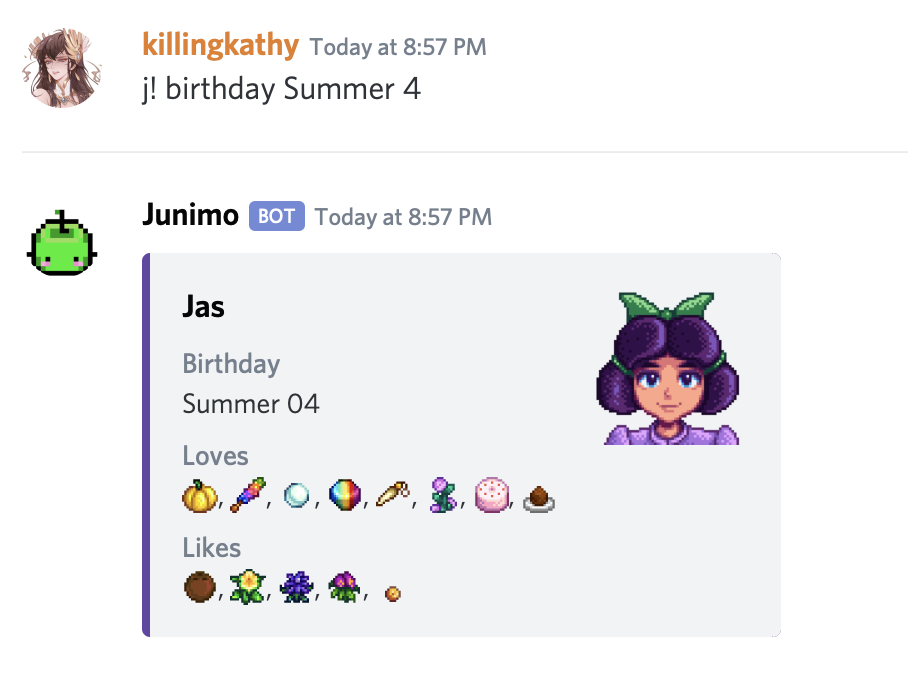 killingkathy Today at 8:57 PM
j! birthday Summer 4
Junimo BOT Today at 8:57 PM
Jas
Birthday
Summer 04
Loves
, , , , , , ,
Likes
, , , ,